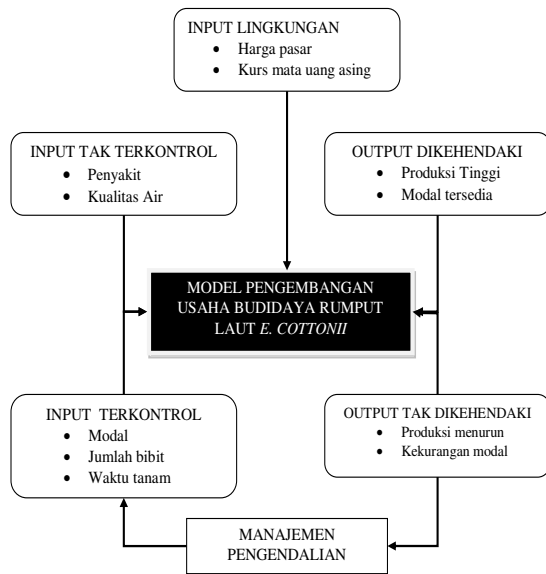 INPUT LINGKUNGAN
• Harga pasar
• Kurs mata uang asing
INPUT TAK TERKONTROL
• Penyakit
• Kualitas Air
OUTPUT DIKEHENDAKI
• Produksi Tinggi
• Modal tersedia
MODEL PENGEMBANGAN
USAHA BUDIDAYA RUMPUT
LAUT E. COTTONII
INPUT TERKONTROL
• Modal
• Jumlah bibit
• Waktu tanam
OUTPUT TAK DIKEHENDAKI
• Produksi menurun
• Kekurangan modal
MANAJEMEN
PENGENDALIAN